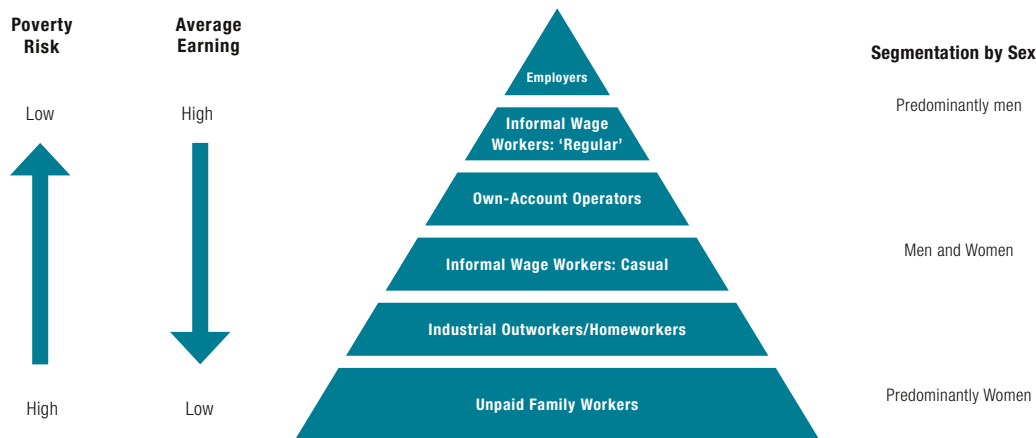 Poverty
Risk
Average
Earning
Segmentation by Sex
Low
High
Predominantly men
Employers
Informal Wage
Workers: ‘Regular’
Own-Account Operators
Men and Women
Informal Wage Workers: Casual
Industrial Outworkers/Homeworkers
High
Low
Unpaid Family Workers
Predominantly Women